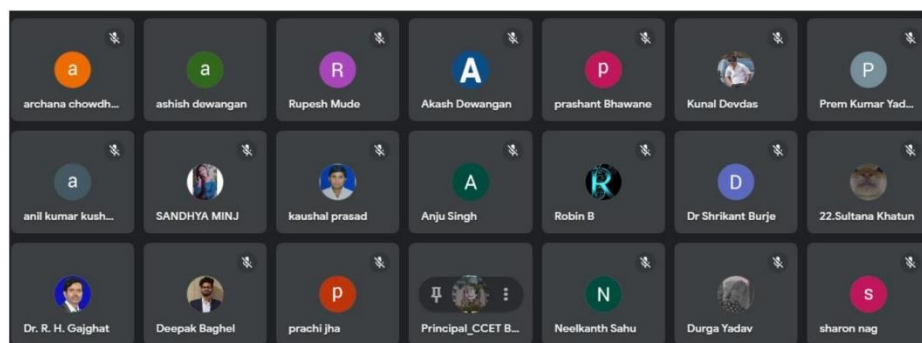 a
a
R
A
p
P
archana chowdh...
ashish dewangan
Rupesh Mude
Akash Dewangan
prashant Bhawane
Kunal Devdas
Prem Kumar Yad...
a
A
R
D
anil kumar kush...
SANDHYA MINJ
kaushal prasad
Anju Singh
Robin B
Dr Shrikant Burje
22.Sultana Khatun
p
N
s
Dr. R. H. Gajghat
Deepak Baghel
prachi jha
Principal_CCET B...
Neelkanth Sahu
Durga Yadav
sharon nag